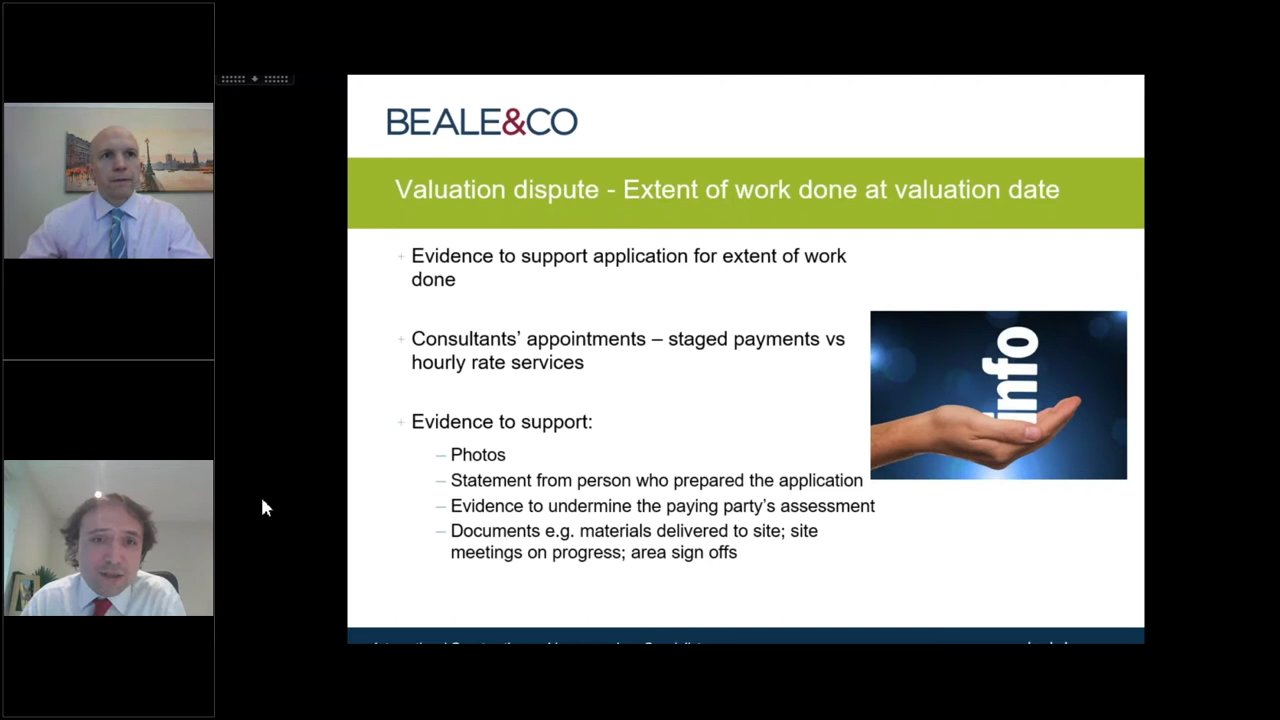 BEALE&CO
Valuation dispute - Extent of work done at valuation date
Evidence to support application for extent of work
done
Consultants' appointments – staged payments vs
hourly rate services
info
Evidence to support:
– Photos
– Statement from person who prepared the application
– Evidence to undermine the paying party's assessment
– Documents e.g. materials delivered to site; site
meetings on progress; area sign offs